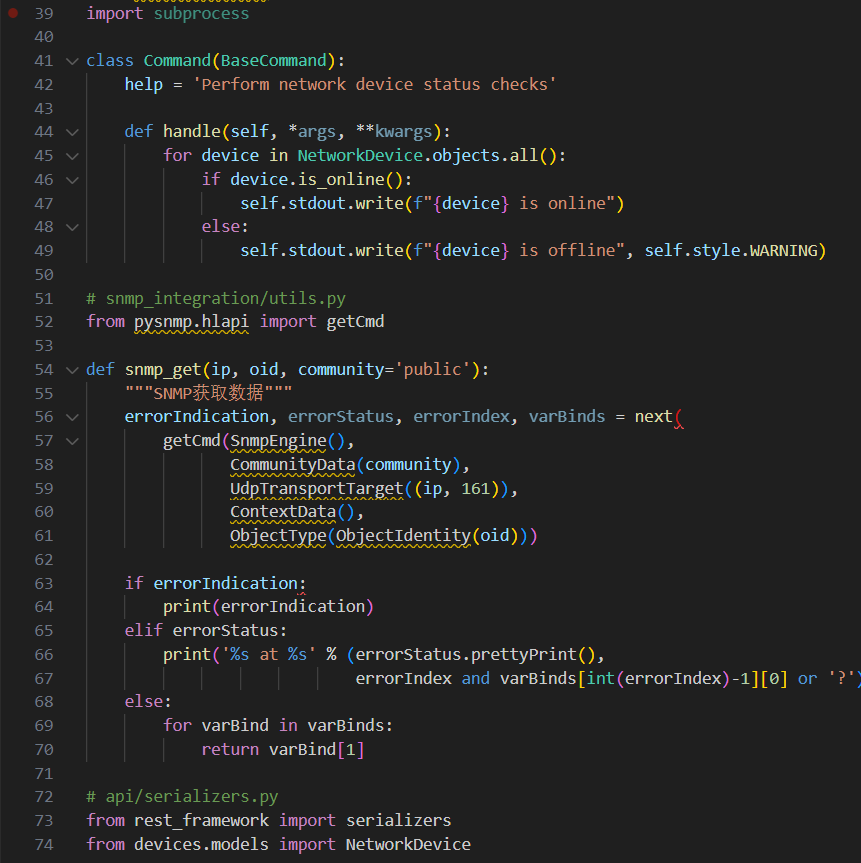 39 import subprocess
40
41 class Command(BaseCommand):
42     help = 'Perform network device status checks'
43
44     def handle(self, *args, **kwargs):
45         for device in NetworkDevice.objects.all():
46             if device.is_online():
47                 self.stdout.write(f"{device} is online")
48             else:
49                 self.stdout.write(f"{device} is offline", self.style.WARNING)
50
51 # snmp_integration/utils.py
52 from pysnmp.hlapi import getCmd
53
54 def snmp_get(ip, oid, community='public'):
55     """SNMP获取数据"""
56     errorIndication, errorStatus, errorIndex, varBinds = next(
57         getCmd(SnmpEngine(),
58                CommunityData(community),
59                UdpTransportTarget((ip, 161)),
60                ContextData(),
61                ObjectType(ObjectIdentity(oid)))
62
63     if errorIndication:
64         print(errorIndication)
65     elif errorStatus:
66         print('%s at %s' % (errorStatus.prettyPrint(),
67                             errorIndex and varBinds[int(errorIndex)-1][0] or '?')
68     else:
69         for varBind in varBinds:
70             return varBind[1]
71
72 # api/serializers.py
73 from rest_framework import serializers
74 from devices.models import NetworkDevice